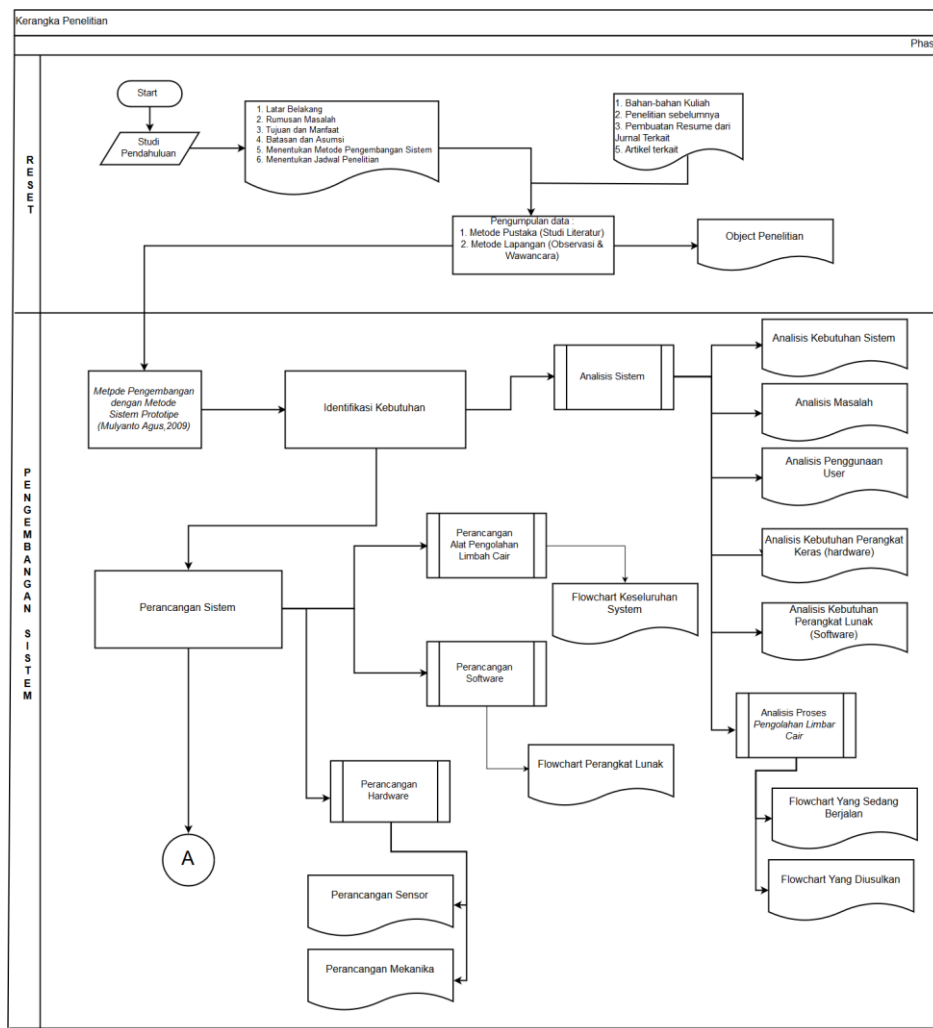 Kerangka Penelitian
Phas
RESET
Start
Studi
Pendahuluan
1. Latar Belakang
2. Rumusan Masalah
3. Tujuan dan Manfaat
4. Batasan dan Asumsi
5. Menentukan Metode Pengembangan Sistem
6. Menentukan Jadwal Penelitian
1. Bahan-bahan Kuliah
2. Penelitian sebelumnya
3. Pembuatan Resume dari
Jurnal Terkait
5. Artikel terkait
Pengumpulan data :
1. Metode Pustaka (Studi Literatur)
2. Metode Lapangan (Observasi &
Wawancara)
Object Penelitian
PENGEMBANGAN SISTEM
Metpde Pengembangan
dengan Metode
Sistem Prototipe
(Mulyanto Agus,2009)
Identifikasi Kebutuhan
Analisis Sistem
Analisis Kebutuhan Sistem
Analisis Masalah
Analisis Penggunaan
User
Analisis Kebutuhan Perangkat
Keras (hardware)
Analisis Kebutuhan
Perangkat Lunak
(Software)
Analisis Proses
Pengolahan Limbar
Cair
Flowchart Yang Sedang
Berjalan
Flowchart Yang Diusulkan
Perancangan Sistem
Perancangan
Alat Pengolahan
Limbah Cair
Flowchart Keseluruhan
System
Perancangan
Software
Flowchart Perangkat Lunak
Perancangan
Hardware
A
Perancangan Sensor
Perancangan Mekanika